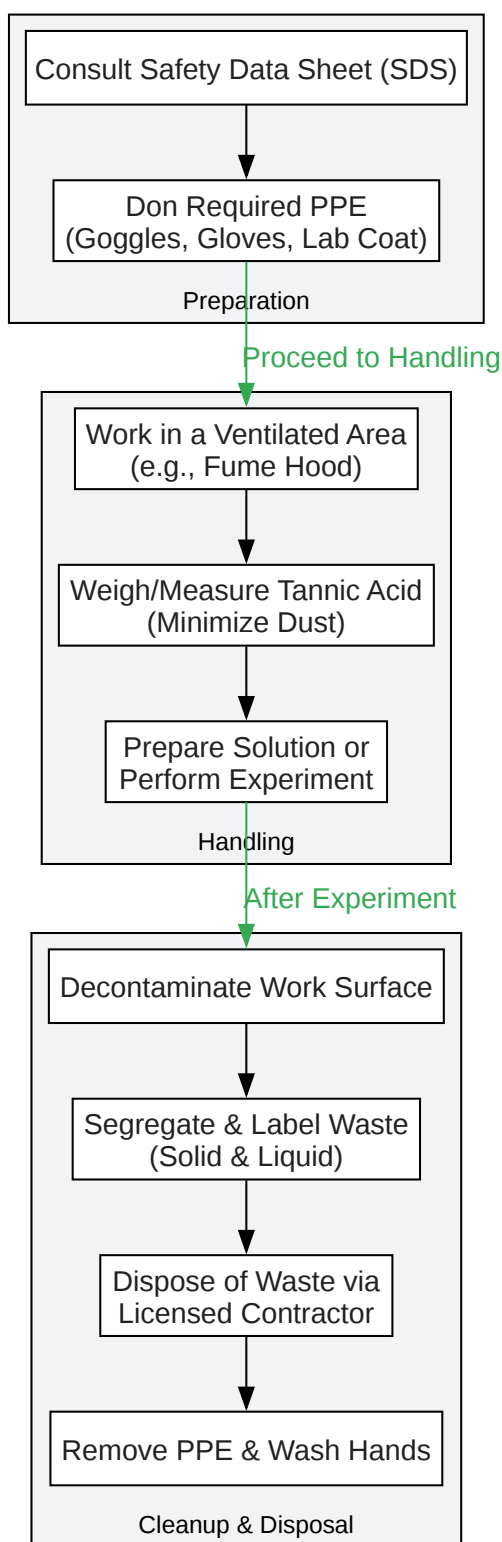 Consult Safety Data Sheet (SDS)
Don Required PPE
(Goggles, Gloves, Lab Coat)
Preparation
Proceed to Handling
Work in a Ventilated Area
(e.g., Fume Hood)
Weigh/Measure Tannic Acid
(Minimize Dust)
Prepare Solution or
Perform Experiment
Handling
After Experiment
Decontaminate Work Surface
Segregate & Label Waste
(Solid & Liquid)
Dispose of Waste via
Licensed Contractor
Remove PPE & Wash Hands
Cleanup & Disposal